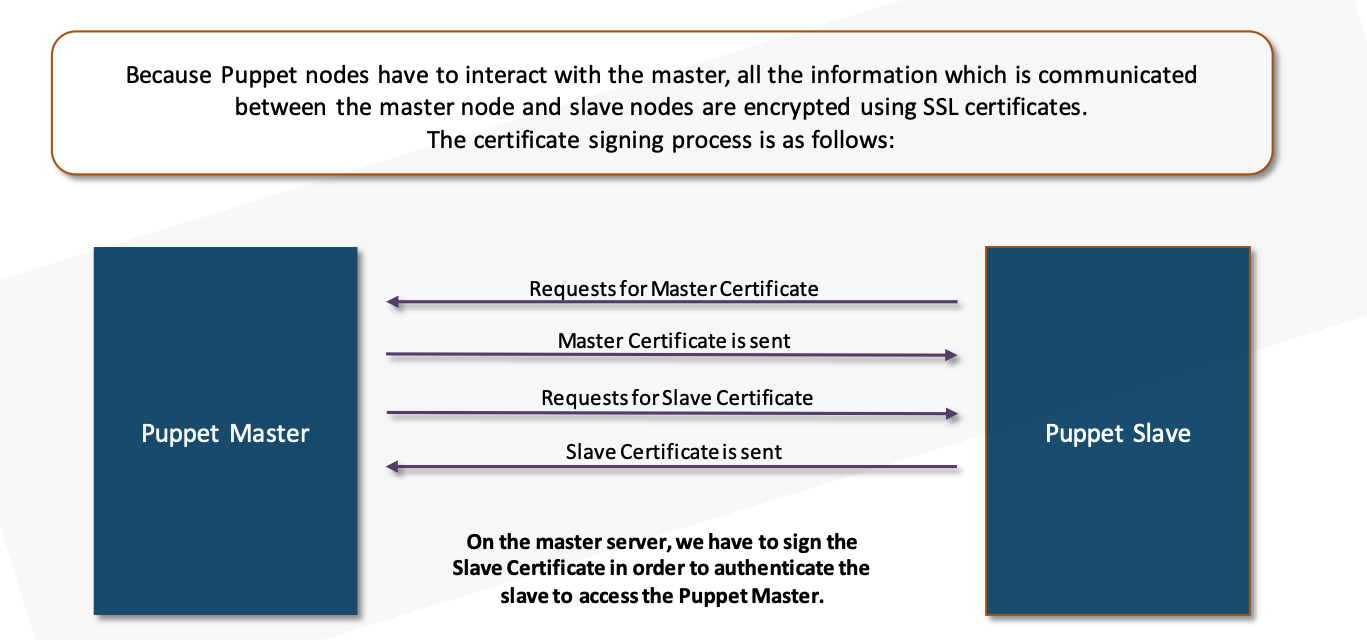 Because Puppet nodes have to interact with the master, all the information which is communicated
between the master node and slave nodes are encrypted using SSL certificates.
The certificate signing process is as follows:
Requests for Master Certificate
Master Certificate is sent
Requests for Slave Certificate
Slave Certificate is sent
Puppet Master
Puppet Slave
On the master server, we have to sign the
Slave Certificate in order to authenticate the
slave to access the Puppet Master.